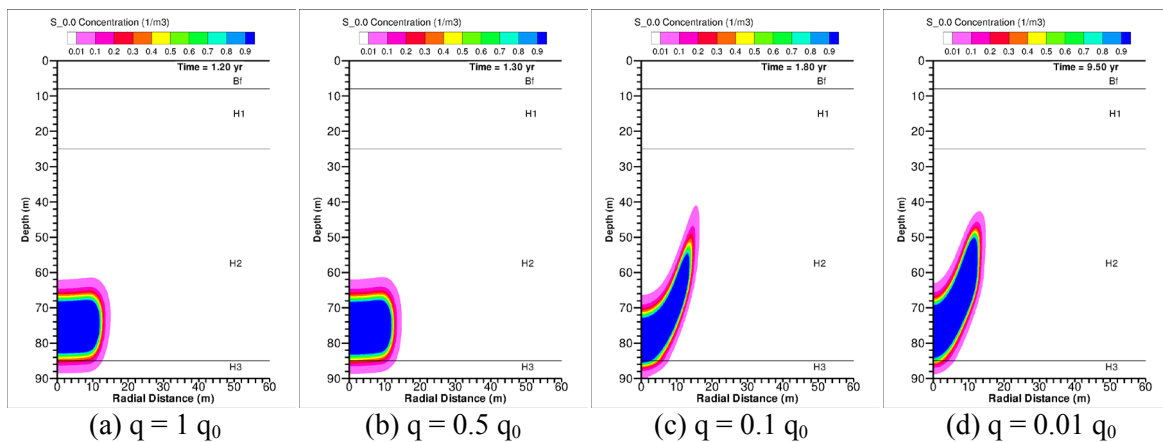 S_0.0 Concentration (1/m3)
0.01 0.1 0.2 0.3 0.4 0.5 0.6 0.7 0.8 0.9
Time = 1.20 yr
Bf
H1
H2
H3
Depth (m)
0
10
20
30
40
50
60
70
80
90
0 10 20 30 40 50 60
Radial Distance (m)
(a) q = 1 q0
S_0.0 Concentration (1/m3)
0.01 0.1 0.2 0.3 0.4 0.5 0.6 0.7 0.8 0.9
Time = 1.30 yr
Bf
H1
H2
H3
Depth (m)
0
10
20
30
40
50
60
70
80
90
0 10 20 30 40 50 60
Radial Distance (m)
(b) q = 0.5 q0
S_0.0 Concentration (1/m3)
0.01 0.1 0.2 0.3 0.4 0.5 0.6 0.7 0.8 0.9
Time = 1.80 yr
Bf
H1
H2
H3
Depth (m)
0
10
20
30
40
50
60
70
80
90
0 10 20 30 40 50 60
Radial Distance (m)
(c) q = 0.1 q0
S_0.0 Concentration (1/m3)
0.01 0.1 0.2 0.3 0.4 0.5 0.6 0.7 0.8 0.9
Time = 9.50 yr
Bf
H1
H2
H3
Depth (m)
0
10
20
30
40
50
60
70
80
90
0 10 20 30 40 50 60
Radial Distance (m)
(d) q = 0.01 q0